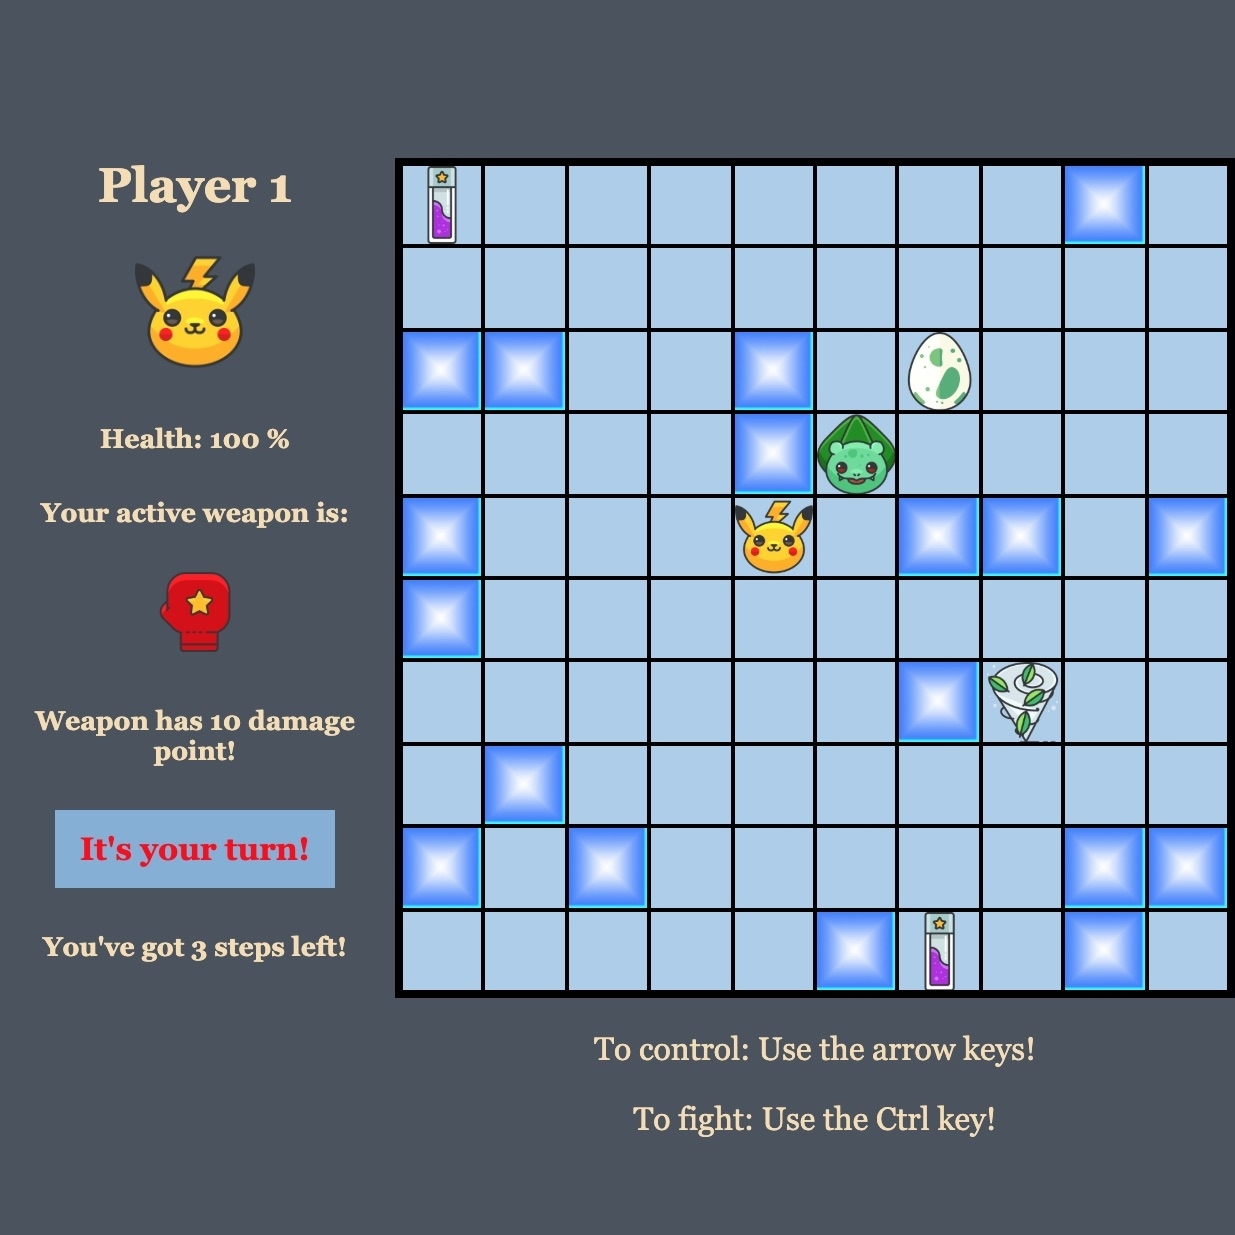 Player 1
Health: 100 %
Your active weapon is:
Weapon has 10 damage
point!
It's your turn!
You've got 3 steps left!
To control: Use the arrow keys!
To fight: Use the Ctrl key!